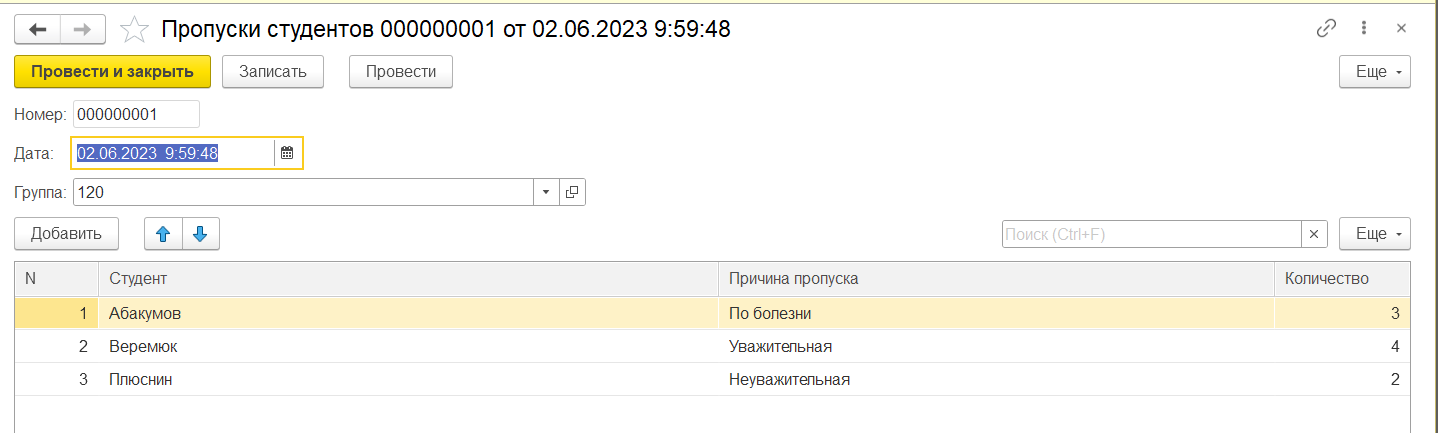 Пропуски студентов 000000001 от 02.06.2023 9:59:48
Провести и закрыть Записать Провести Еще
Номер: 000000001
Дата: 02.06.2023 9:59:48
Группа: 120
Добавить Поиск (Ctrl+F) Еще
N Студент Причина пропуска Количество
1 Абакумов По болезни 3
2 Веремюк Уважительная 4
3 Плюснин Неуважительная 2